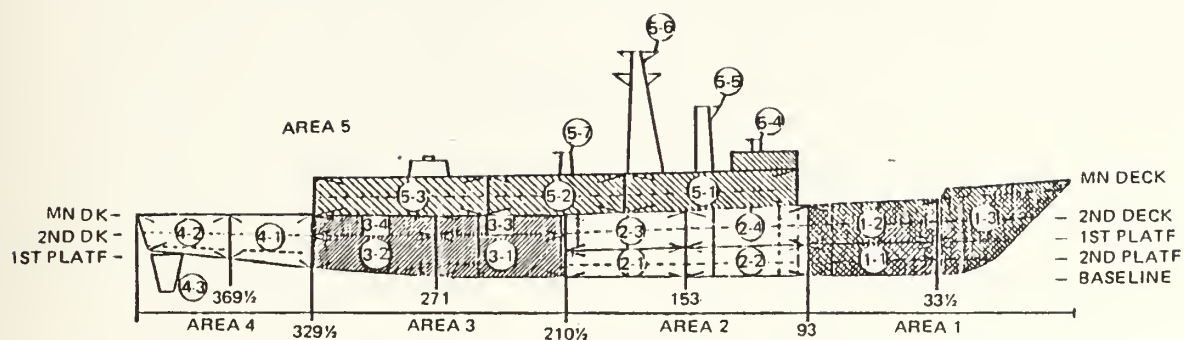 5-6
5-5
5-4
AREA 5
5-7
MN DECK
5-3
5-2
5-1
MN DK
3-4
3-3
1-2
1-3
2ND DECK
4-2
4-1
2-3
2-4
2ND DK
1ST PLATF
1ST PLATF
3-2
3-1
2-1
2-2
1-1
2ND PLATF
BASELINE
4-3
369½
271
153
33½
AREA 4
AREA 3
AREA 2
AREA 1
329½
210½
93